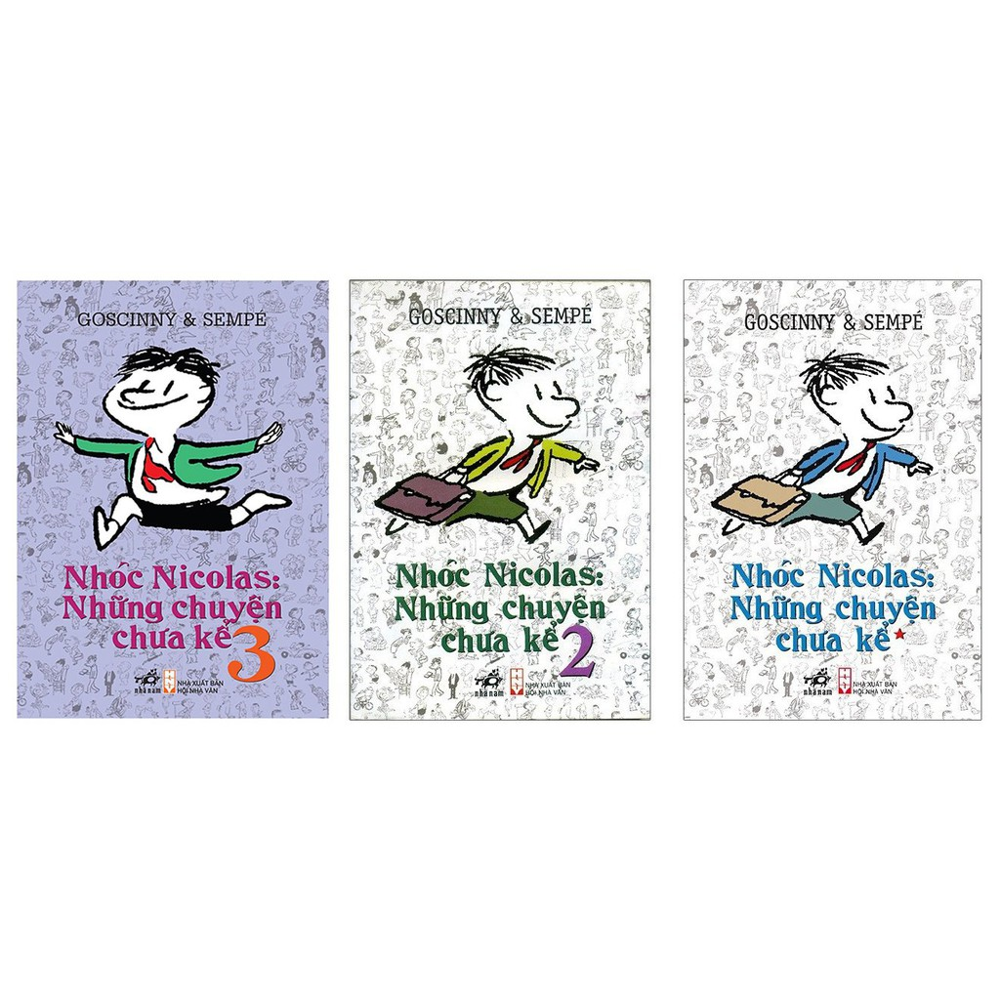 GOSCINNY & SEMPÉ
Nhóc Nicolas:
Những chuyện
chưa kể 3
nhã nam
NHÀ XUẤT BẢN
HỘI NHÀ VĂN
GOSCINNY & SEMPÉ
Nhóc Nicolas:
Những chuyện
chưa kể 2
nhã nam
NHÀ XUẤT BẢN
HỘI NHÀ VĂN
GOSCINNY & SEMPÉ
Nhóc Nicolas:
Những chuyện
chưa kể
nhã nam
NHÀ XUẤT BẢN
HỘI NHÀ VĂN